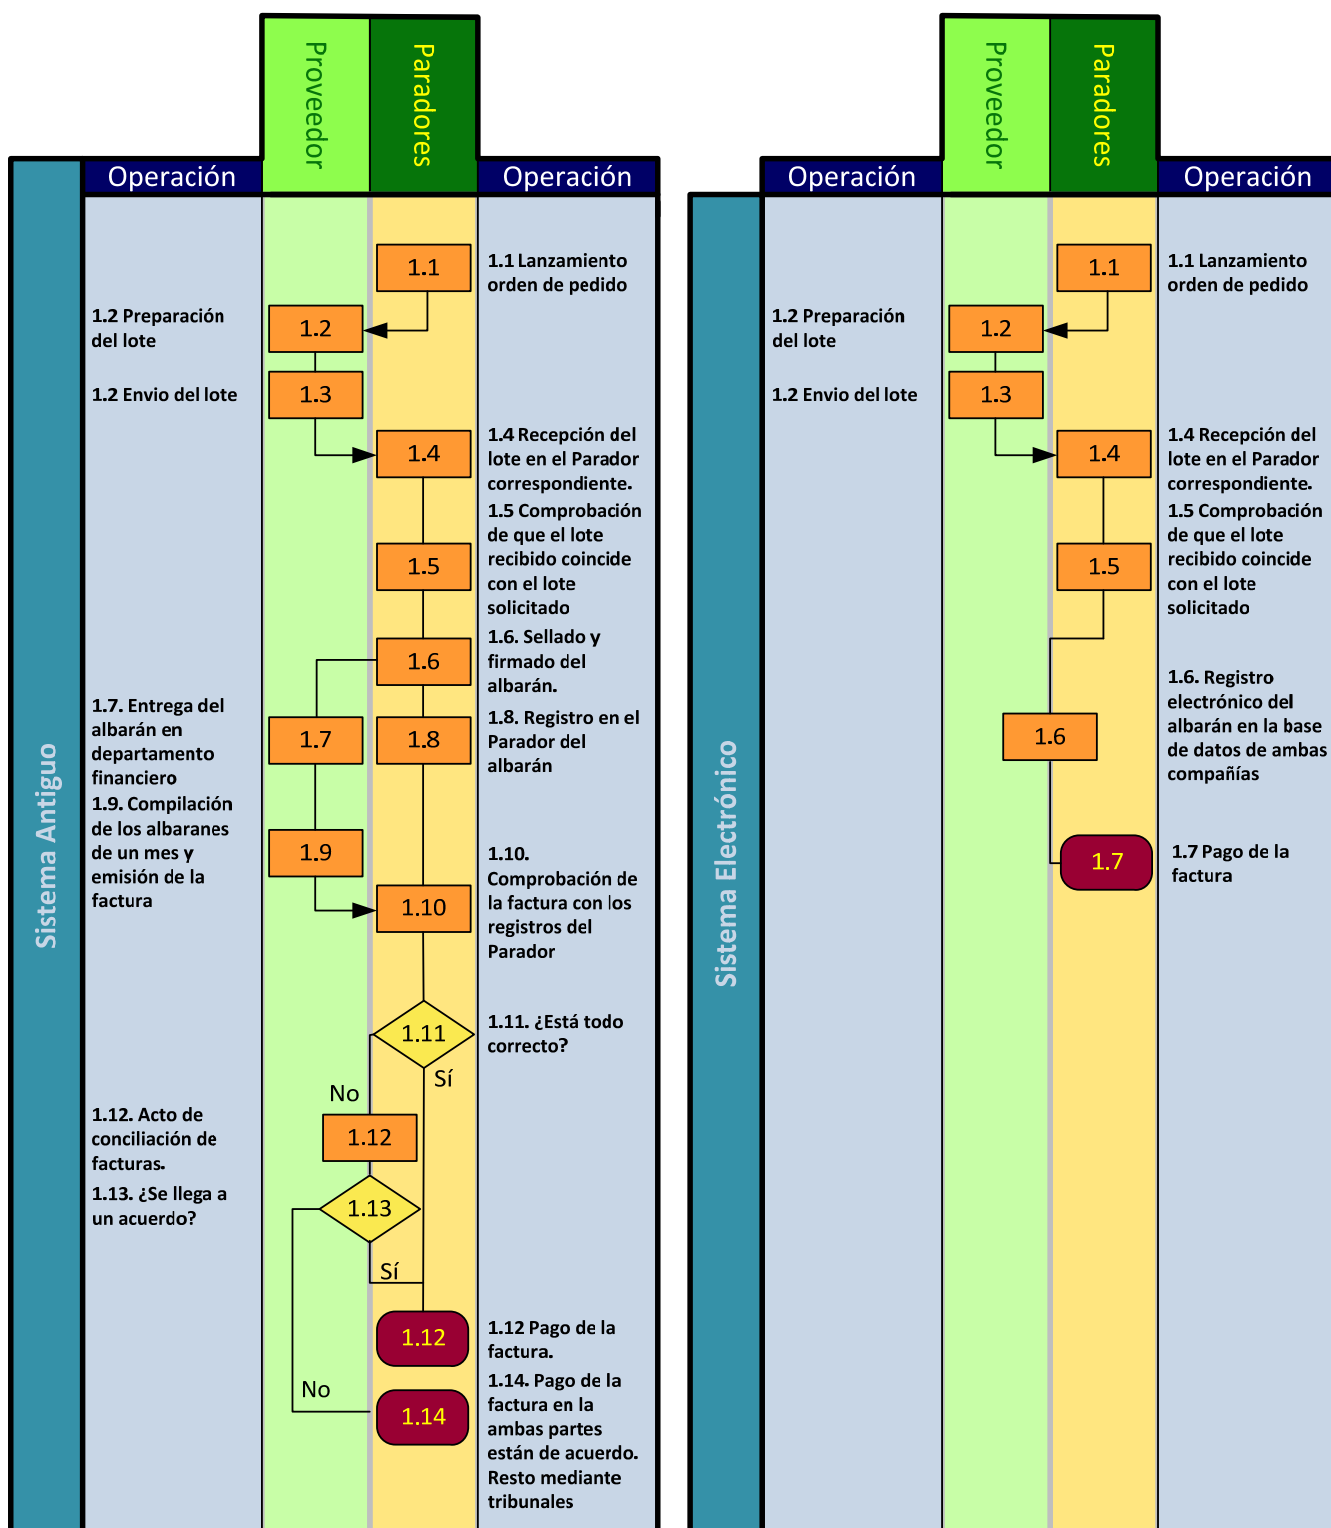 Proveedor
Paradores
Operación
Operación
Sistema Antiguo
1.1
1.1 Lanzamiento
orden de pedido
1.2 Preparación
del lote
1.2
1.2 Envio del lote
1.3
1.4
1.4 Recepción del
lote en el Parador
correspondiente.
1.5
1.5 Comprobación
de que el lote
recibido coincide
con el lote
solicitado
1.6
1.6. Sellado y
firmado del
albarán.
1.7. Entrega del
albarán en
departamento
financiero
1.7
1.8
1.8. Registro en el
Parador del
albarán
1.9. Compilación
de los albaranes
de un mes y
emisión de la
factura
1.9
1.10
1.10.
Comprobación de
la factura con los
registros del
Parador
1.11
1.11. ¿Está todo
correcto?
Sí
No
1.12. Acto de
conciliación de
facturas.
1.12
1.13. ¿Se llega a
un acuerdo?
1.13
Sí
1.12
1.12 Pago de la
factura.
No
1.14
1.14. Pago de la
factura en la
ambas partes
están de acuerdo.
Resto mediante
tribunales
Proveedor
Paradores
Operación
Operación
Sistema Electrónico
1.1
1.1 Lanzamiento
orden de pedido
1.2 Preparación
del lote
1.2
1.2 Envio del lote
1.3
1.4
1.4 Recepción del
lote en el Parador
correspondiente.
1.5
1.5 Comprobación
de que el lote
recibido coincide
con el lote
solicitado
1.6
1.6. Registro
electrónico del
albarán en la base
de datos de ambas
compañías
1.7
1.7 Pago de la
factura